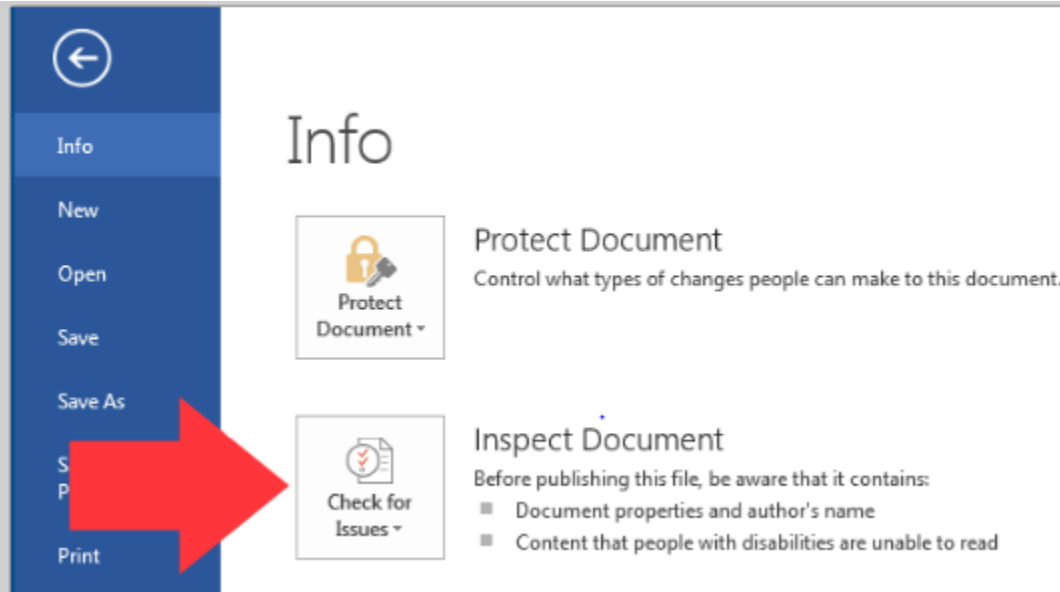 Info
New
Open
Save
Save As
Print
Info
Protect
Document
Protect Document
Control what types of changes people can make to this document.
Check for
Issues
Inspect Document
Before publishing this file, be aware that it contains:
Document properties and author's name
Content that people with disabilities are unable to read